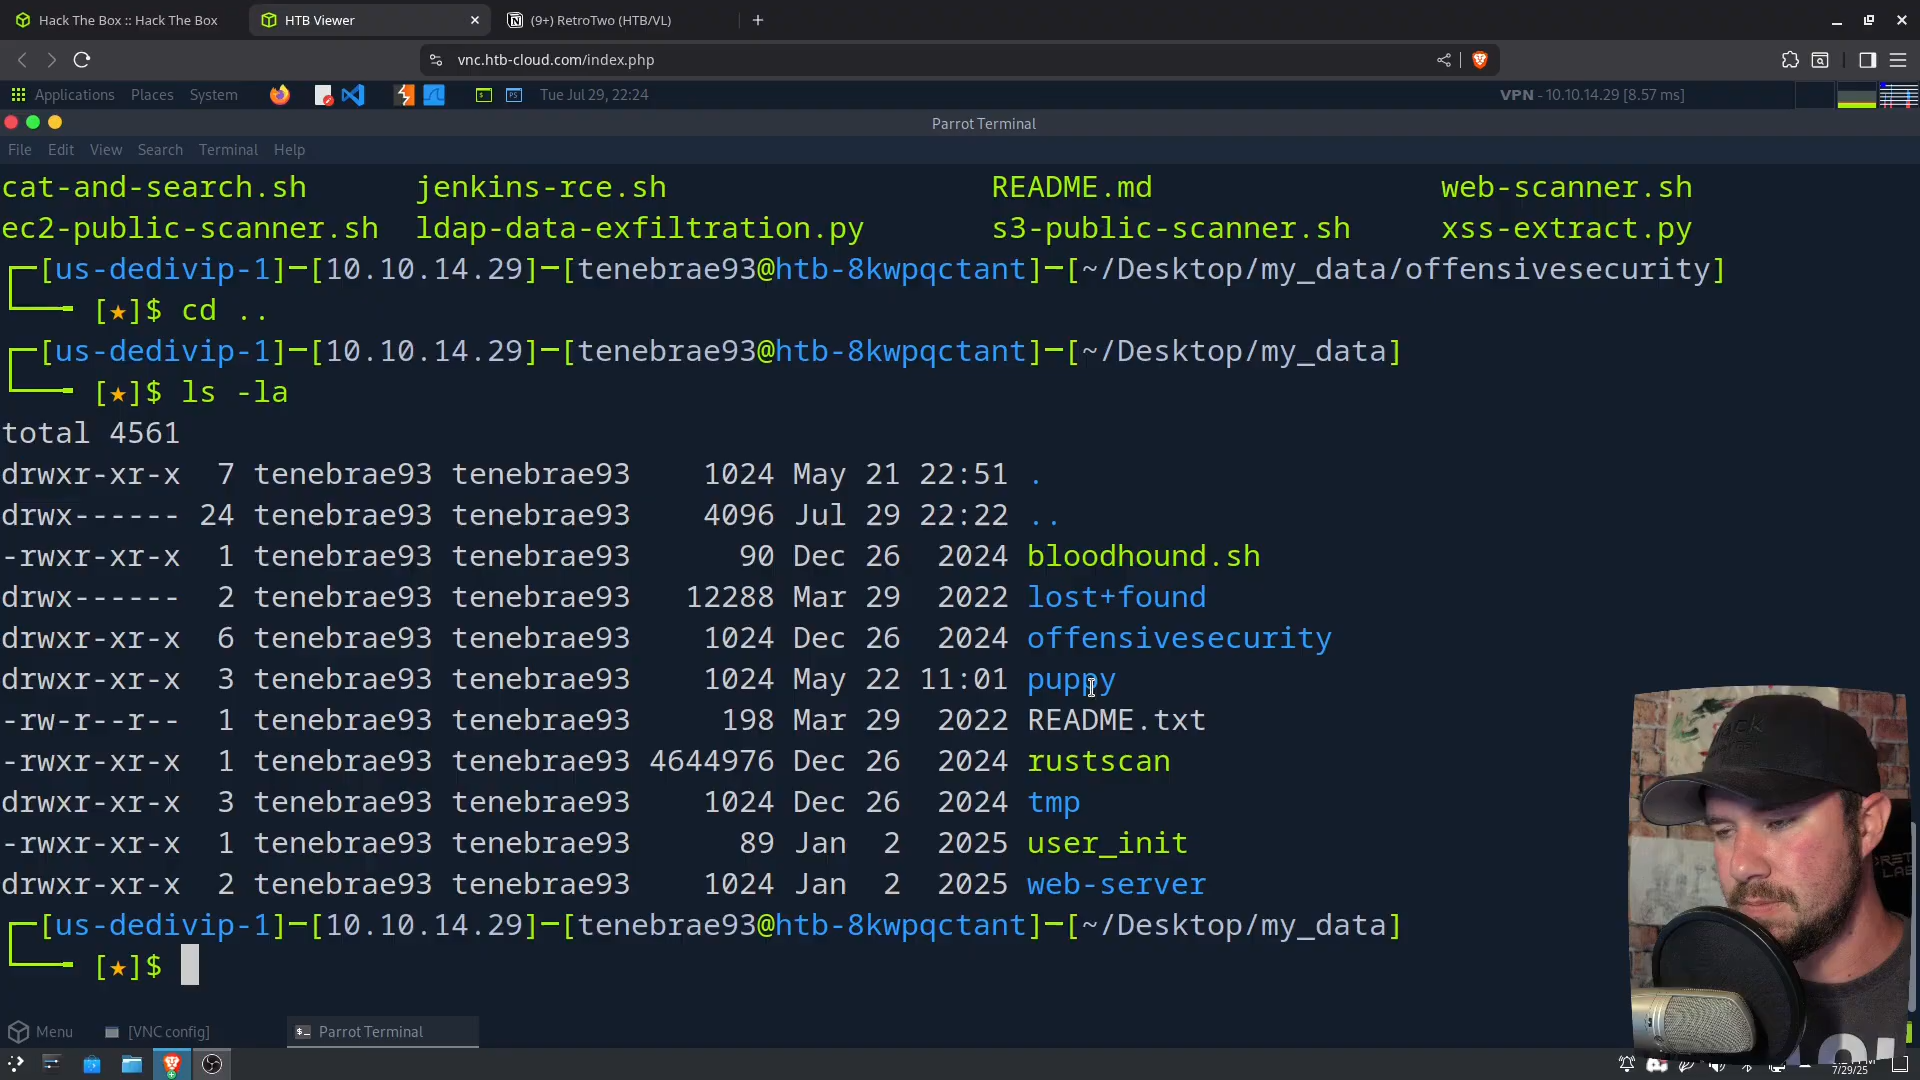 Hack The Box :: Hack The Box
HTB Viewer
(9+) RetroTwo (HTB/VL)
vnc.htb-cloud.com/index.php
Applications Places System Tue Jul 29, 22:24 VPN - 10.10.14.29 [8.57 ms]
Parrot Terminal
File Edit View Search Terminal Help
cat-and-search.sh jenkins-rce.sh README.md web-scanner.sh
ec2-public-scanner.sh ldap-data-exfiltration.py s3-public-scanner.sh xss-extract.py
┌─[us-dedivip-1]─[10.10.14.29]─[tenebrae93@htb-8kwpqctant]─[~/Desktop/my_data/offensivesecurity]
└──╼ [★]$ cd ..
┌─[us-dedivip-1]─[10.10.14.29]─[tenebrae93@htb-8kwpqctant]─[~/Desktop/my_data]
└──╼ [★]$ ls -la
total 4561
drwxr-xr-x 7 tenebrae93 tenebrae93 1024 May 21 22:51 .
drwx------ 24 tenebrae93 tenebrae93 4096 Jul 29 22:22 ..
-rwxr-xr-x 1 tenebrae93 tenebrae93 90 Dec 26 2024 bloodhound.sh
drwx------ 2 tenebrae93 tenebrae93 12288 Mar 29 2022 lost+found
drwxr-xr-x 6 tenebrae93 tenebrae93 1024 Dec 26 2024 offensivesecurity
drwxr-xr-x 3 tenebrae93 tenebrae93 1024 May 22 11:01 puppy
-rw-r--r-- 1 tenebrae93 tenebrae93 198 Mar 29 2022 README.txt
-rwxr-xr-x 1 tenebrae93 tenebrae93 4644976 Dec 26 2024 rustscan
drwxr-xr-x 3 tenebrae93 tenebrae93 1024 Dec 26 2024 tmp
-rwxr-xr-x 1 tenebrae93 tenebrae93 89 Jan 2 2025 user_init
drwxr-xr-x 2 tenebrae93 tenebrae93 1024 Jan 2 2025 web-server
┌─[us-dedivip-1]─[10.10.14.29]─[tenebrae93@htb-8kwpqctant]─[~/Desktop/my_data]
└──╼ [★]$
Menu [VNC config] Parrot Terminal
7/29/25